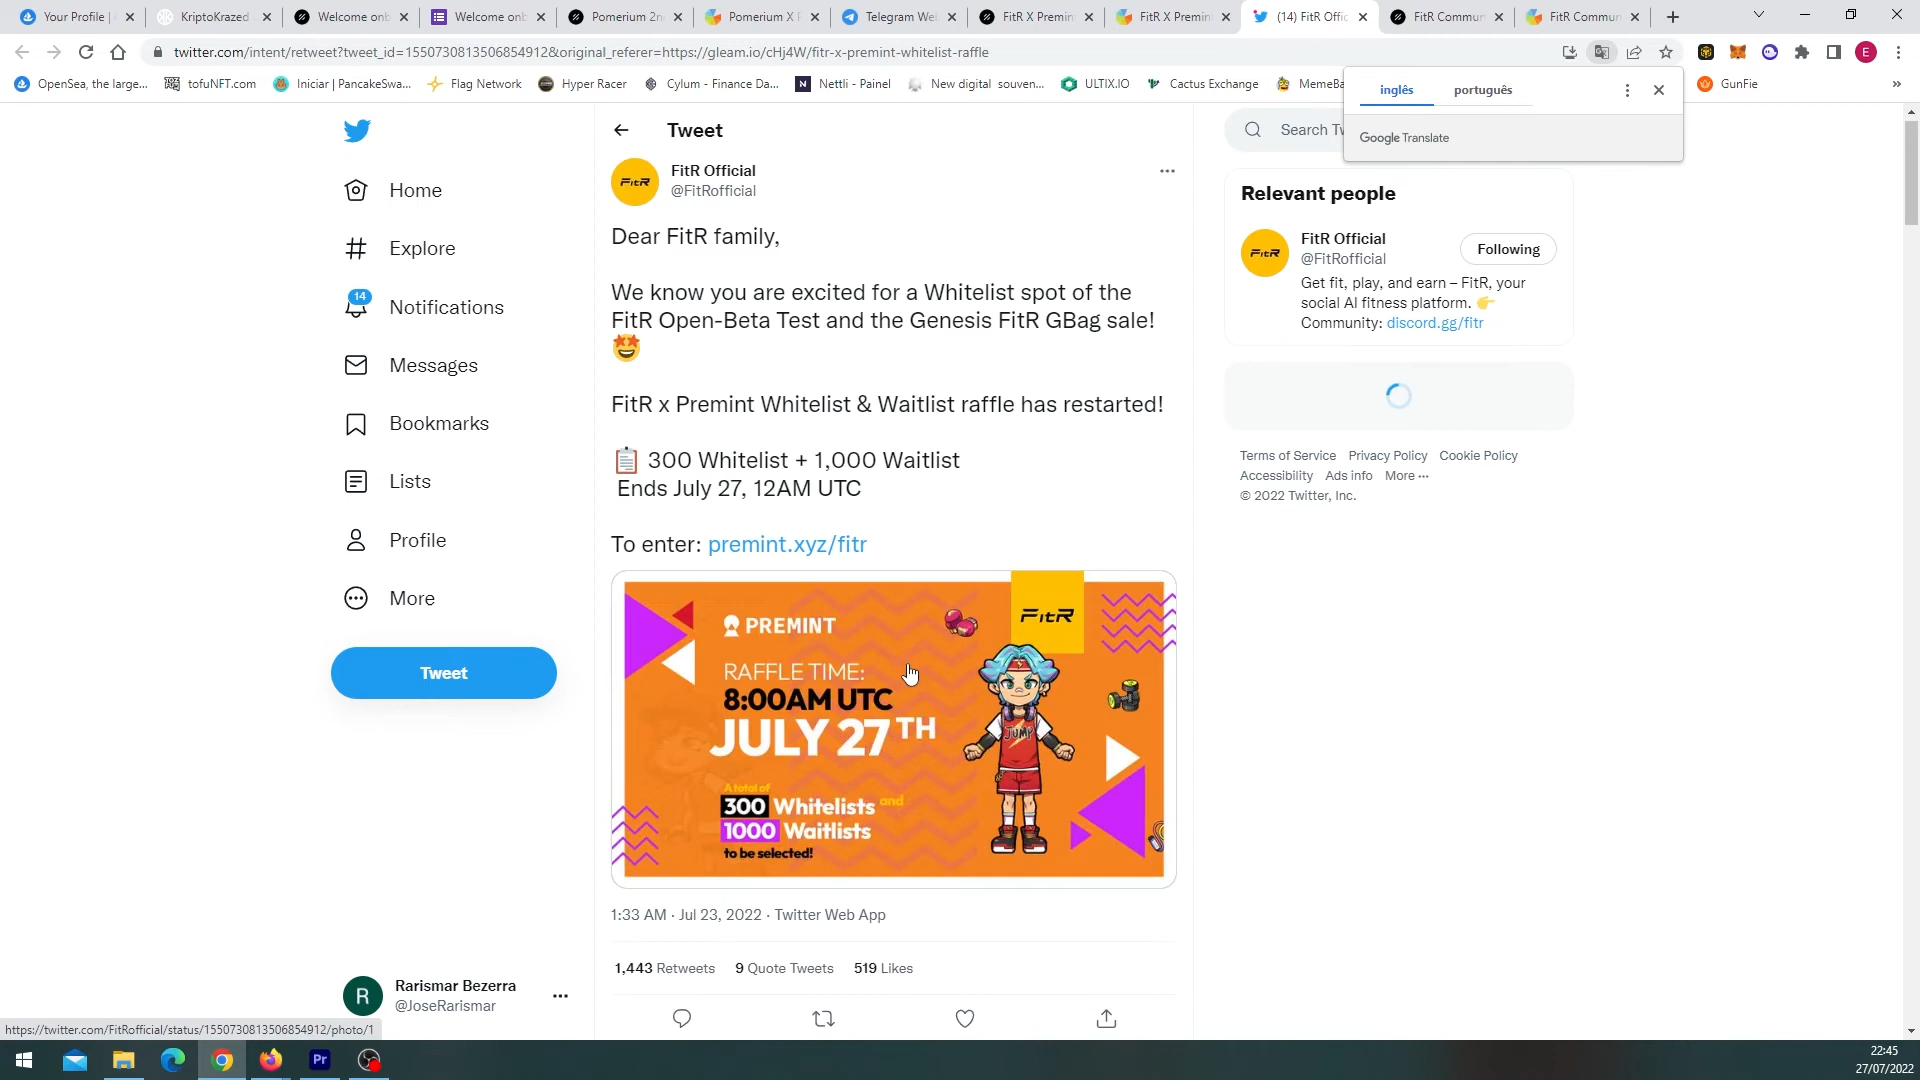 Your Profile |
KriptoKrazed
Welcome onb
Welcome onb
Pomerium 2n
Pomerium X P
Telegram We
FitR X Premin
FitR X Premin
(14) FitR Offic
FitR Commun
FitR Commun
twitter.com/intent/retweet?tweet_id=1550730813506854912&original_referer=https://gleam.io/cHj4W/fitr-x-premint-whitelist-raffle
E
OpenSea, the large...
tofuNFT.com
Iniciar | PancakeSwa...
Flag Network
Hyper Racer
Cylum - Finance Da...
Nettli - Painel
New digital souven...
ULTIX.IO
Cactus Exchange
MemeBa
GunFie
»
inglês
português
Google Translate
Home
Explore
14
Notifications
Messages
Bookmarks
Lists
Profile
More
Tweet
R
Rarismar Bezerra
@JoseRarismar
Tweet
FitR
FitR Official
@FitRofficial
Dear FitR family,
We know you are excited for a Whitelist spot of the
FitR Open-Beta Test and the Genesis FitR GBag sale!
🤩
FitR x Premint Whitelist & Waitlist raffle has restarted!
📋 300 Whitelist + 1,000 Waitlist
Ends July 27, 12AM UTC
To enter: premint.xyz/fitr
PREMINT
FitR
RAFFLE TIME:
8:00AM UTC
JULY 27TH
JUMP
A total of
300 Whitelists and
1000 Waitlists
to be selected!
1:33 AM · Jul 23, 2022 · Twitter Web App
1,443 Retweets
9 Quote Tweets
519 Likes
Search Tw
Relevant people
FitR
FitR Official
@FitRofficial
Following
Get fit, play, and earn – FitR, your
social AI fitness platform. 👉
Community: discord.gg/fitr
Terms of Service
Privacy Policy
Cookie Policy
Accessibility
Ads info
More ···
© 2022 Twitter, Inc.
https://twitter.com/FitRofficial/status/1550730813506854912/photo/1
Pr
22:45
27/07/2022